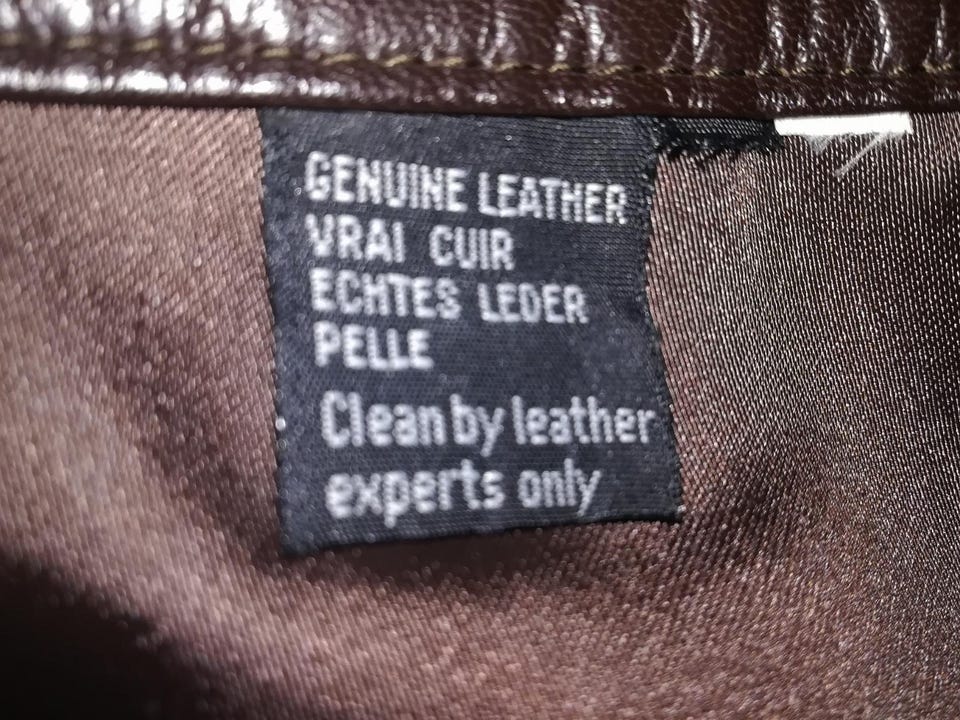 GENUINE LEATHER
VRAI CUIR
ECHTES LEDER
PELLE
Clean by leather
experts only